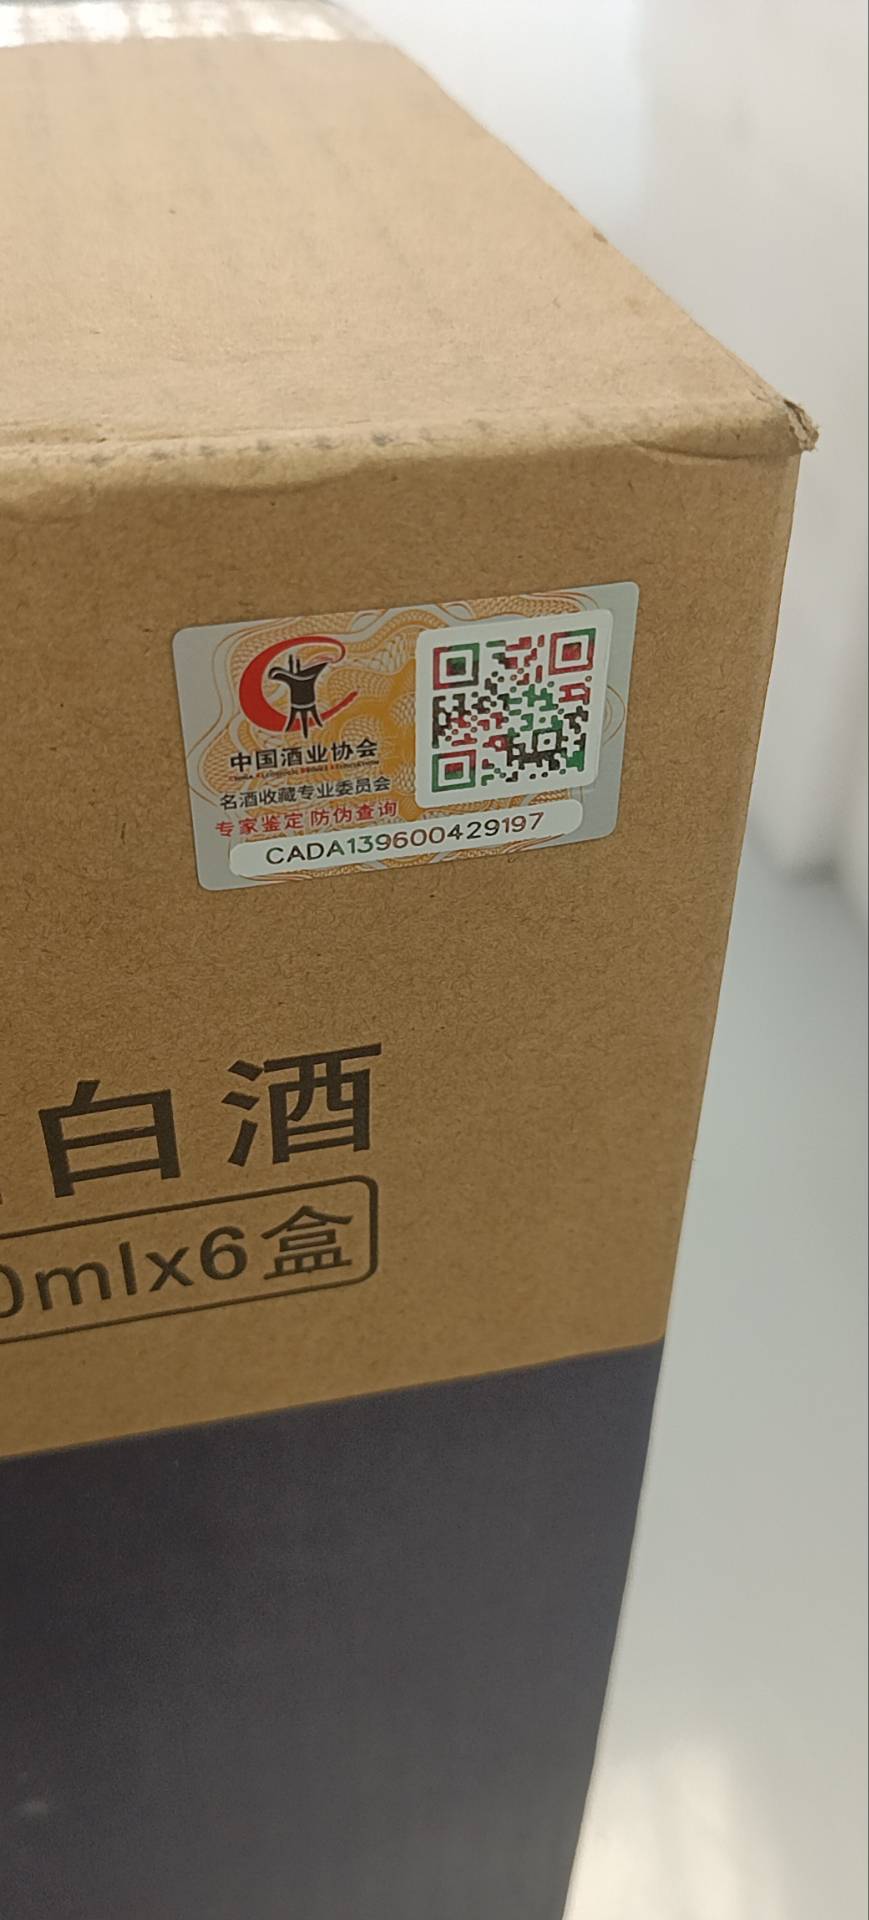 中国酒业协会
名酒收藏专业委员会
专家鉴定 防伪查询
CADA139600429197
白酒
0mlx6盒